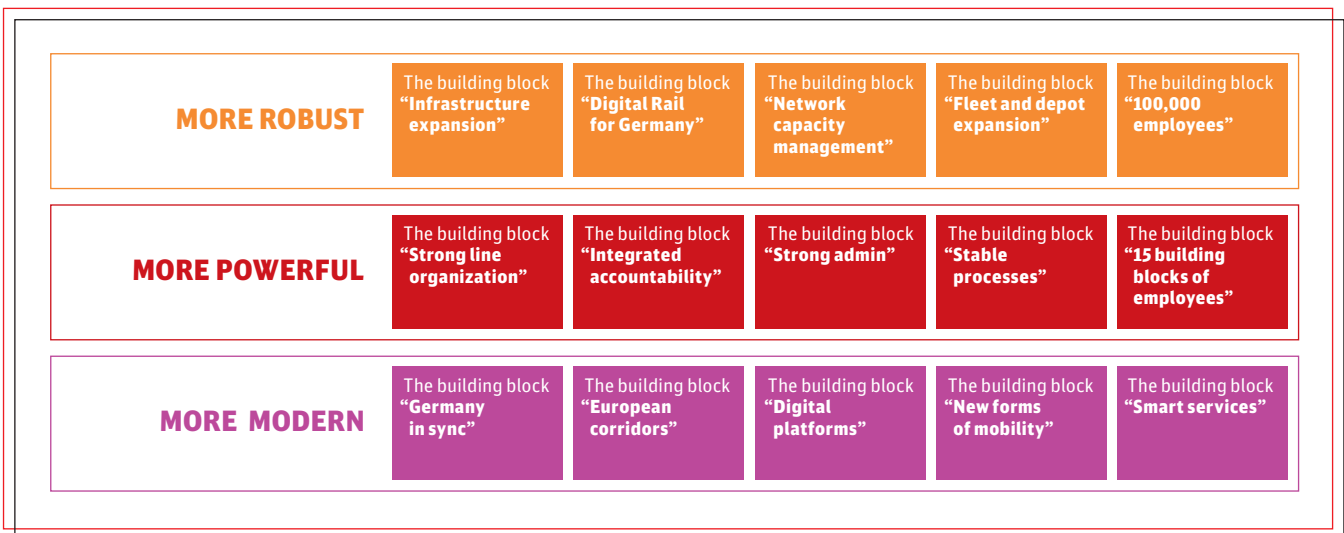 MORE ROBUST
The building block
“Infrastructure
expansion”
The building block
“Digital Rail
for Germany”
The building block
“Network
capacity
management”
The building block
“Fleet and depot
expansion”
The building block
“100,000
employees”
MORE POWERFUL
The building block
“Strong line
organization”
The building block
“Integrated
accountability”
The building block
“Strong admin”
The building block
“Stable
processes”
The building block
“15 building
blocks of
employees”
MORE MODERN
The building block
“Germany
in sync”
The building block
“European
corridors”
The building block
“Digital
platforms”
The building block
“New forms
of mobility”
The building block
“Smart services”